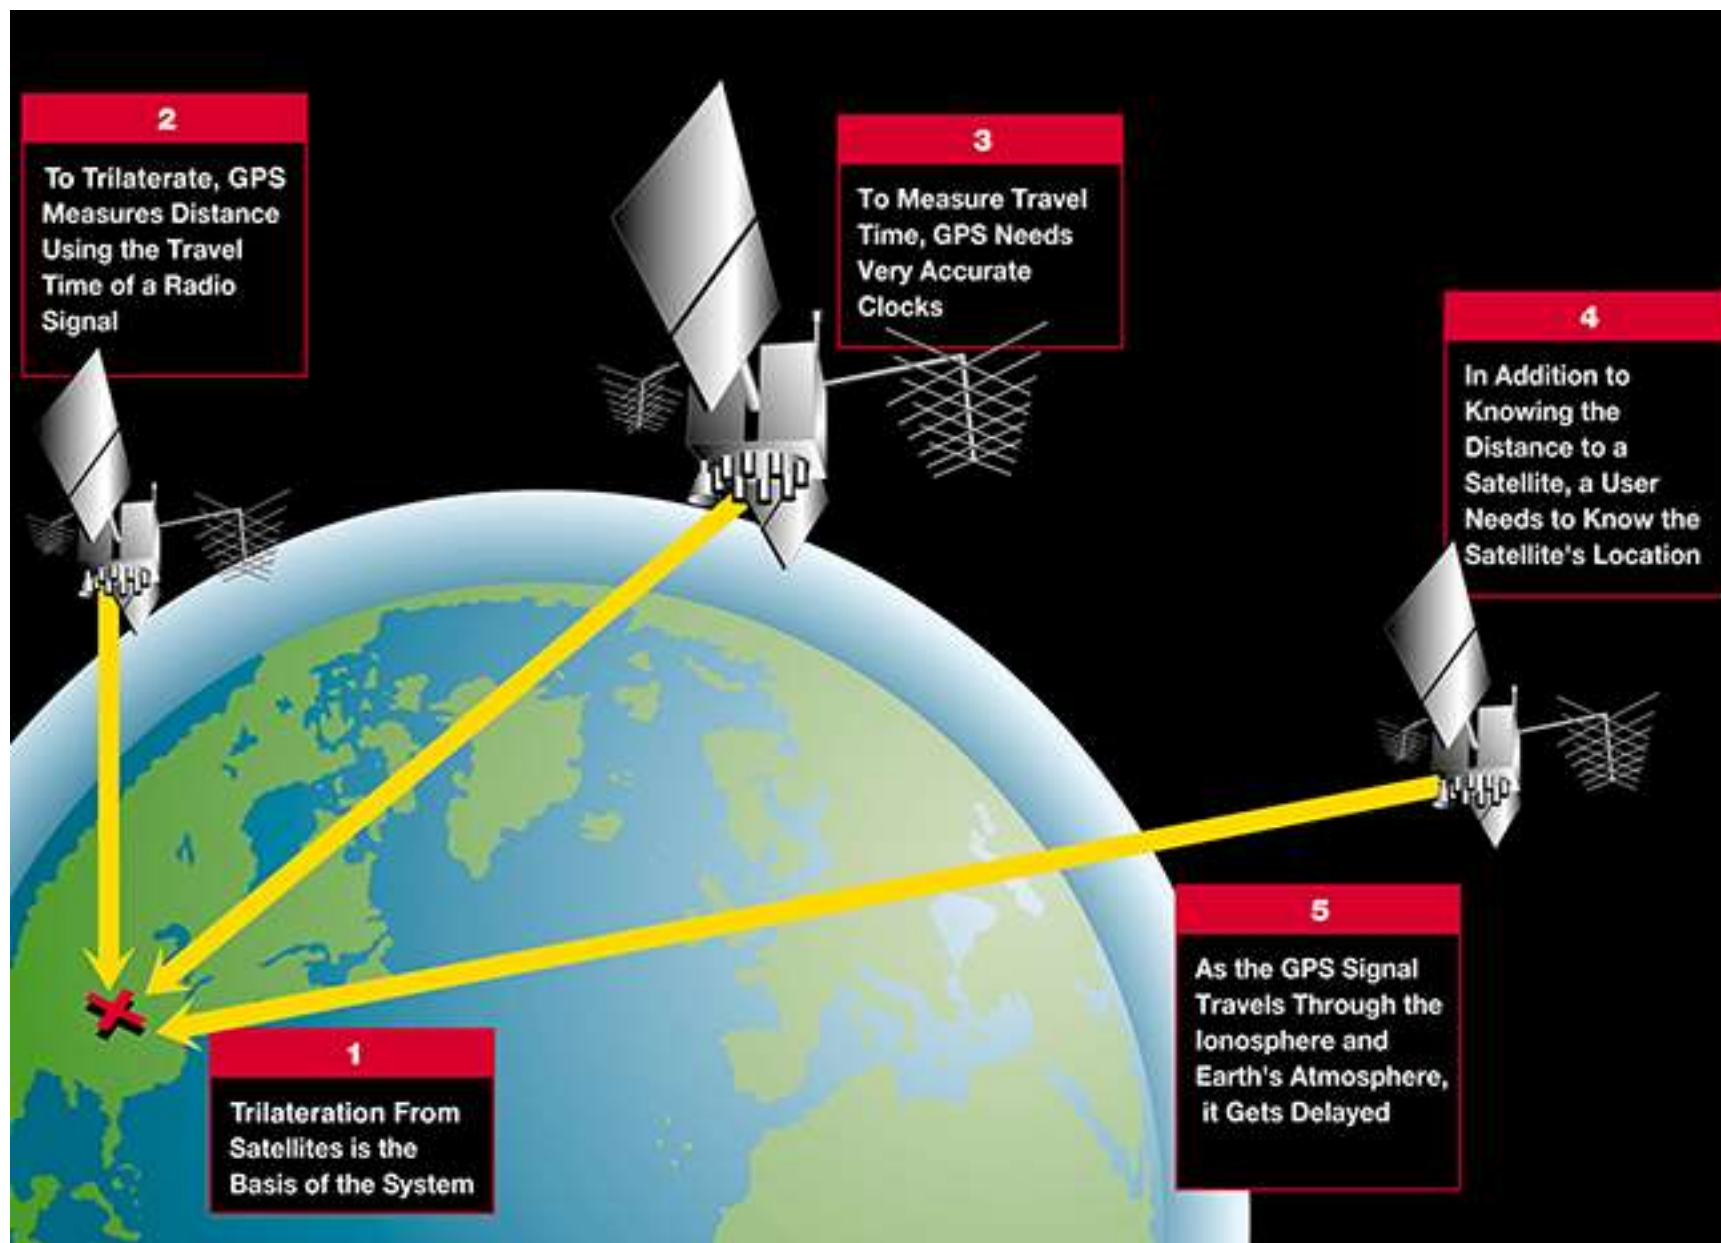 2
To Trilaterate, GPS
Measures Distance
Using the Travel
Time of a Radio
Signal
3
To Measure Travel
Time, GPS Needs
Very Accurate
Clocks
4
In Addition to
Knowing the
Distance to a
Satellite, a User
Needs to Know the
Satellite's Location
5
As the GPS Signal
Travels Through the
Ionosphere and
Earth's Atmosphere,
it Gets Delayed
1
Trilateration From
Satellites is the
Basis of the System